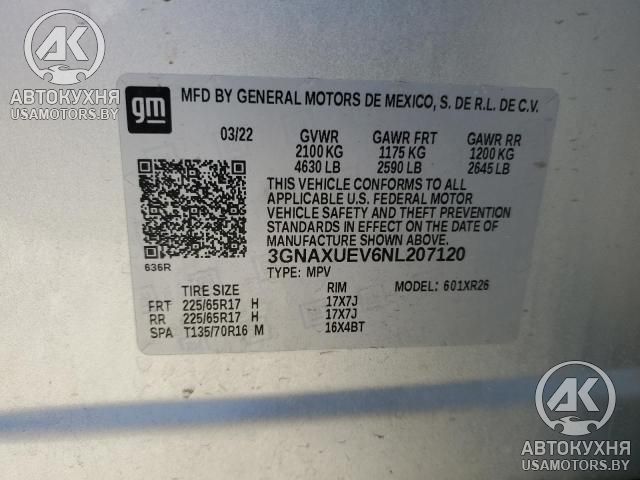 AK
АВТОКУХНЯ
USAMOTORS.BY
gm
MFD BY GENERAL MOTORS DE MEXICO, S. DE R.L. DE C.V.
03/22 GVWR GAWR FRT GAWR RR
2100 KG 1175 KG 1200 KG
4630 LB 2590 LB 2645 LB
THIS VEHICLE CONFORMS TO ALL
APPLICABLE U.S. FEDERAL MOTOR
VEHICLE SAFETY AND THEFT PREVENTION
STANDARDS IN EFFECT ON THE DATE OF
MANUFACTURE SHOWN ABOVE.
3GNAXUEV6NL207120
636R
TYPE: MPV MODEL: 601XR26
TIRE SIZE RIM
FRT 225/65R17 H 17X7J
RR 225/65R17 H 17X7J
SPA T135/70R16 M 16X4BT
AK
АВТОКУХНЯ
USAMOTORS.BY